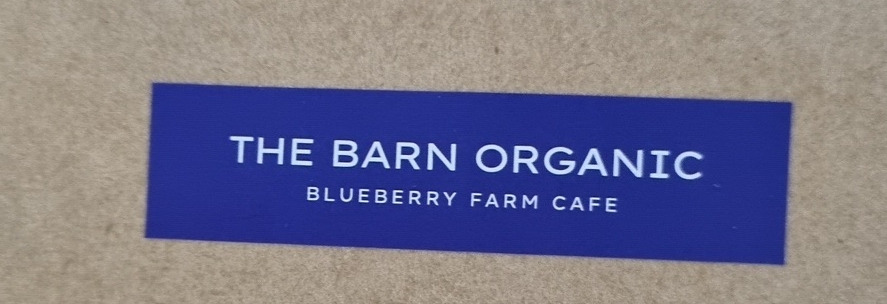 THE BARN ORGANIC
BLUEBERRY FARM CAFE